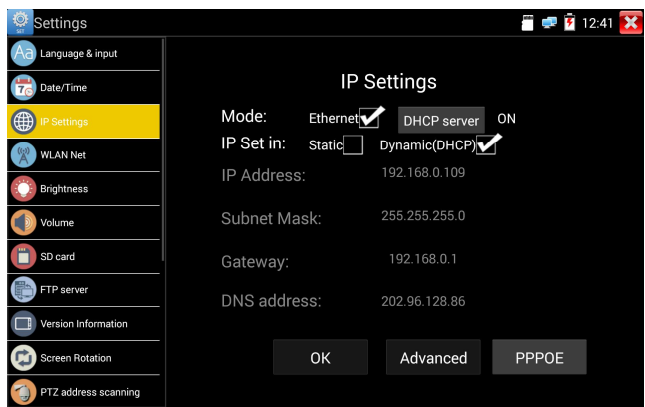 Settings 12:41
SET
Language & input
Date/Time
IP Settings
WLAN Net
Brightness
Volume
SD card
FTP server
Version Information
Screen Rotation
PTZ address scanning
IP Settings
Mode: Ethernet DHCP server ON
IP Set in: Static Dynamic(DHCP)
IP Address: 192.168.0.109
Subnet Mask: 255.255.255.0
Gateway: 192.168.0.1
DNS address: 202.96.128.86
OK Advanced PPPOE